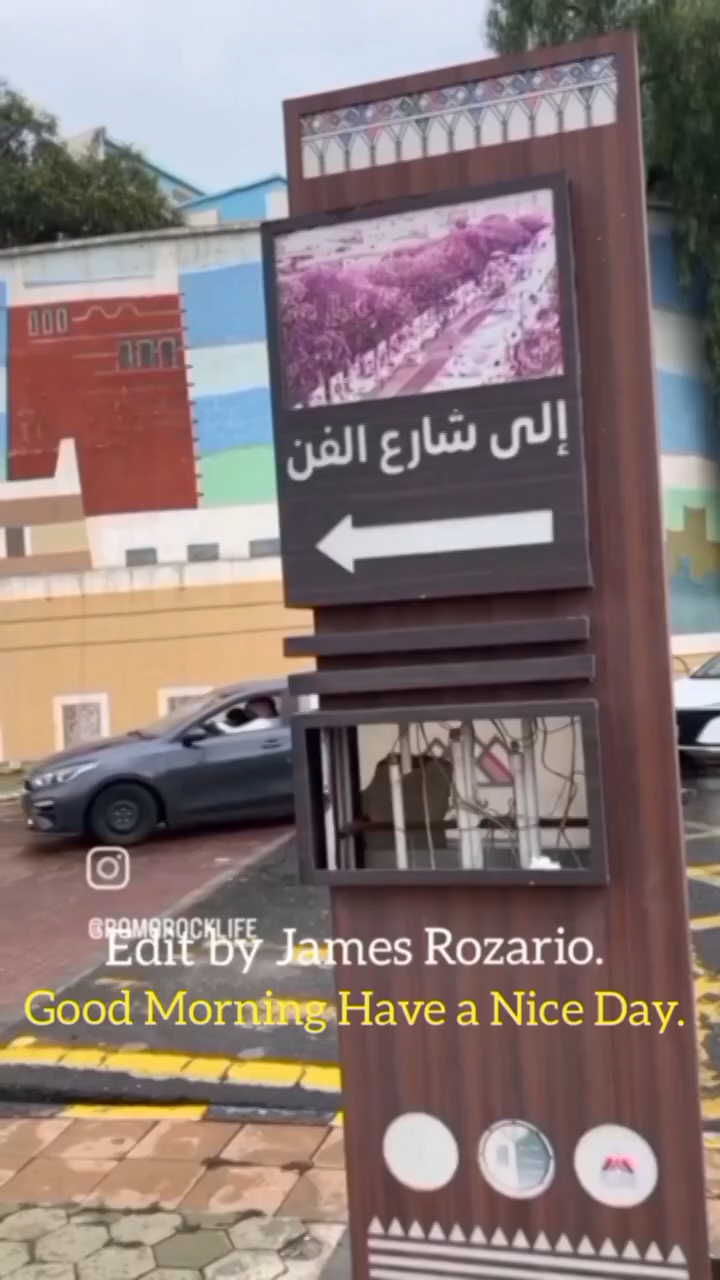 إلى شارع الفن
@ROMOROCKLIFE
Edit by James Rozario.
Good Morning Have a Nice Day.